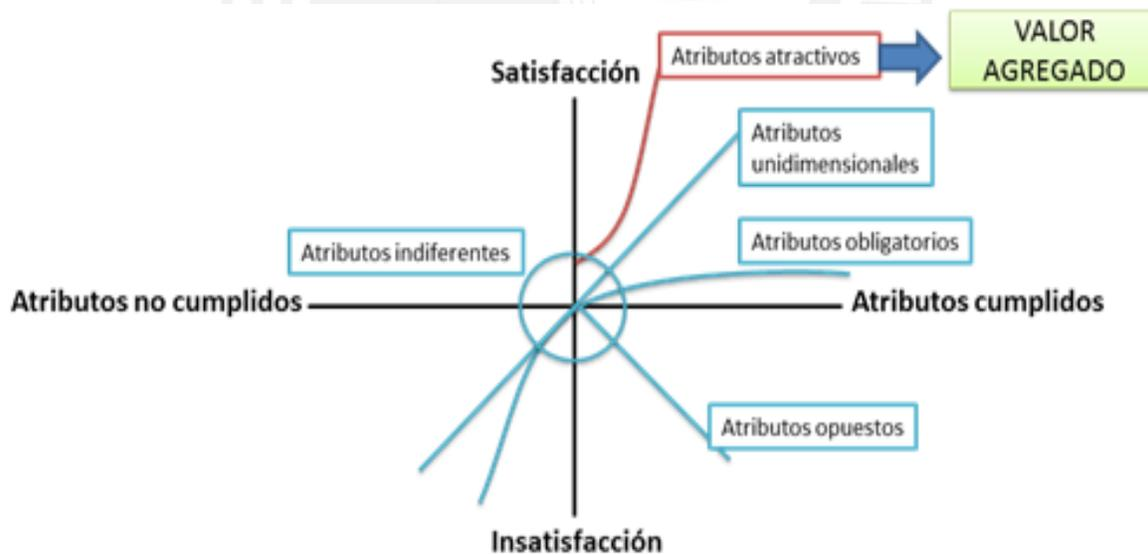 VALOR
AGREGADO
Atributos atractivos
Satisfacción
Atributos
unidimensionales
Atributos obligatorios
Atributos indiferentes
Atributos no cumplidos
Atributos cumplidos
Atributos opuestos
Insatisfacción